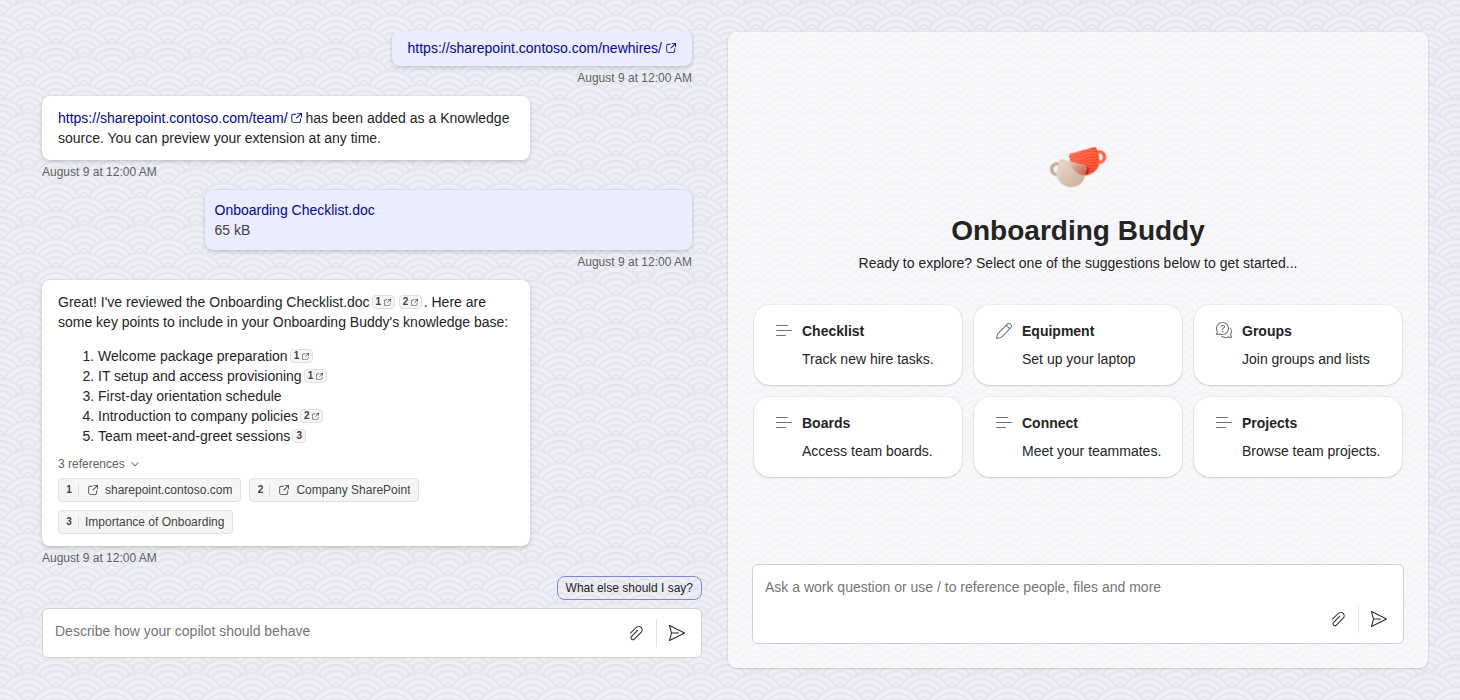 https://sharepoint.contoso.com/newhires/
August 9 at 12:00 AM
https://sharepoint.contoso.com/team/ has been added as a Knowledge
source. You can preview your extension at any time.
August 9 at 12:00 AM
Onboarding Checklist.doc
65 kB
August 9 at 12:00 AM
Great! I've reviewed the Onboarding Checklist.doc 1 2 . Here are
some key points to include in your Onboarding Buddy's knowledge base:
1. Welcome package preparation 1
2. IT setup and access provisioning 1
3. First-day orientation schedule
4. Introduction to company policies 2
5. Team meet-and-greet sessions 3
3 references
1 sharepoint.contoso.com 2 Company SharePoint
3 Importance of Onboarding
August 9 at 12:00 AM
What else should I say?
Describe how your copilot should behave
Onboarding Buddy
Ready to explore? Select one of the suggestions below to get started...
Checklist
Track new hire tasks.
Equipment
Set up your laptop
Groups
Join groups and lists
Boards
Access team boards.
Connect
Meet your teammates.
Projects
Browse team projects.
Ask a work question or use / to reference people, files and more